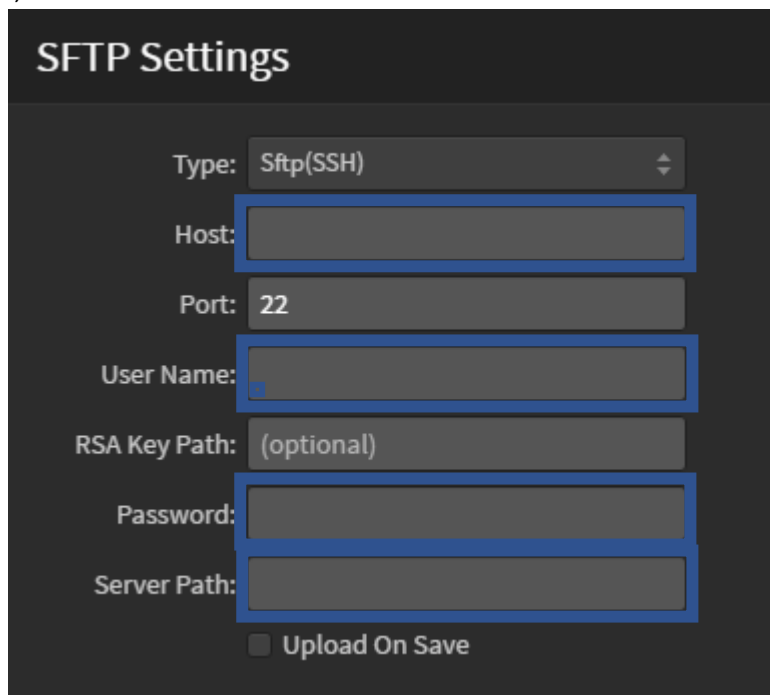 SFTP Settings
Type: Sftp(SSH)
Host:
Port: 22
User Name:
RSA Key Path: (optional)
Password:
Server Path:
Upload On Save